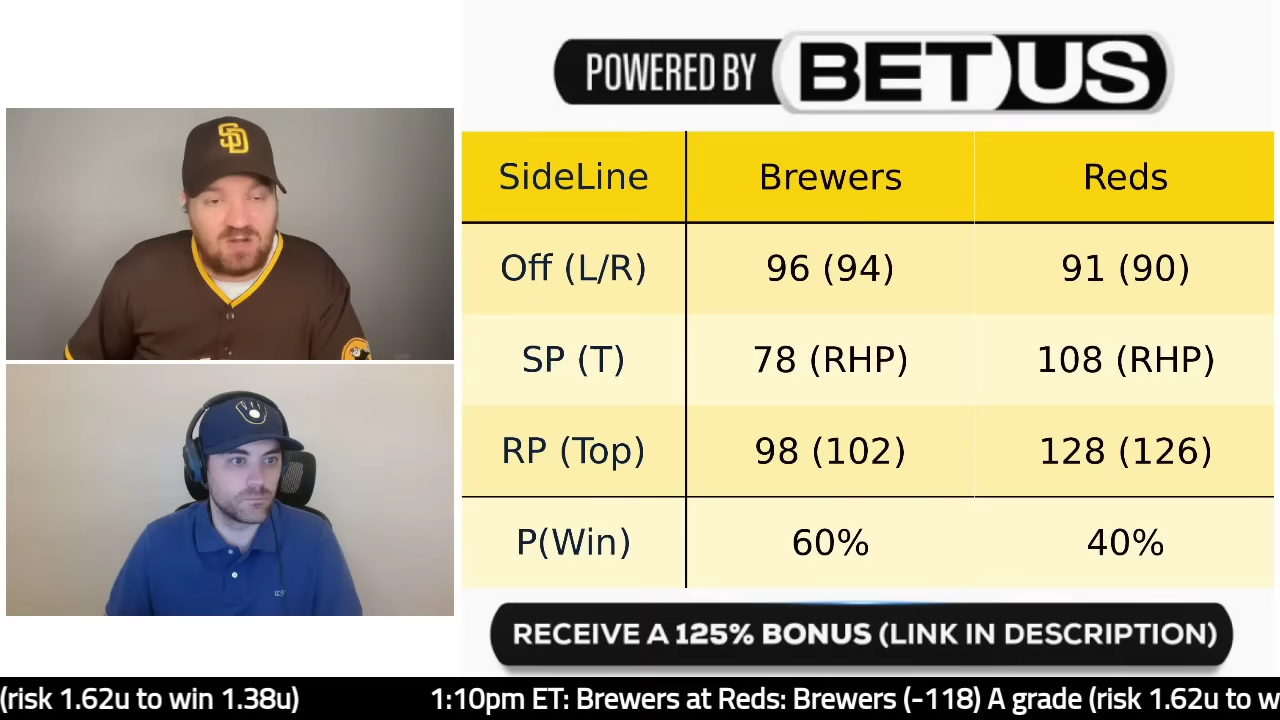 POWERED BY BETUS
SD
SideLine Brewers Reds
Off (L/R) 96 (94) 91 (90)
SP (T) 78 (RHP) 108 (RHP)
RP (Top) 98 (102) 128 (126)
P(Win) 60% 40%
RECEIVE A 125% BONUS (LINK IN DESCRIPTION)
(risk 1.62u to win 1.38u) 1:10pm ET: Brewers at Reds: Brewers (-118) A grade (risk 1.62u to w